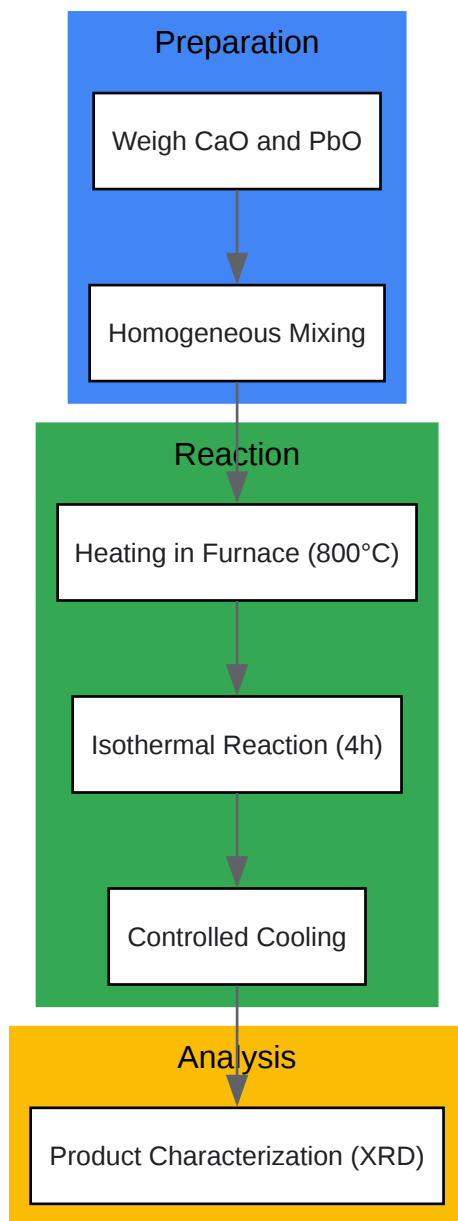 Preparation
Weigh CaO and PbO
Homogeneous Mixing
Reaction
Heating in Furnace (800°C)
Isothermal Reaction (4h)
Controlled Cooling
Analysis
Product Characterization (XRD)